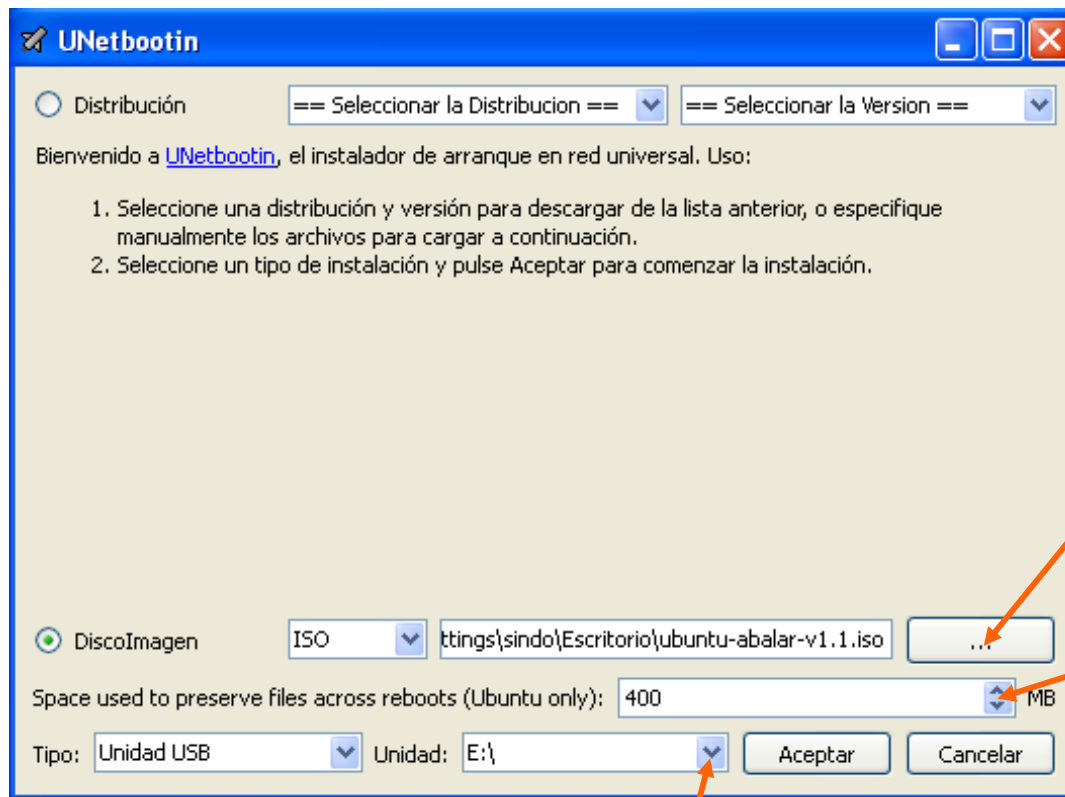 UNetbootin
Distribución == Seleccionar la Distribucion == == Seleccionar la Version ==
Bienvenido a UNetbootin, el instalador de arranque en red universal. Uso:
1. Seleccione una distribución y versión para descargar de la lista anterior, o especifique
manualmente los archivos para cargar a continuación.
2. Seleccione un tipo de instalación y pulse Aceptar para comenzar la instalación.
DiscoImagen ISO ttings\sindo\Escritorio\ubuntu-abalar-v1.1.iso ...
Space used to preserve files across reboots (Ubuntu only): 400 MB
Tipo: Unidad USB Unidad: E:\ Aceptar Cancelar